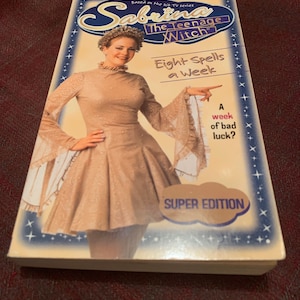 Based on the hit TV series
Sabrina
The Teenage
Witch
Eight Spells
a Week
A
week
of bad
luck?
SUPER EDITION